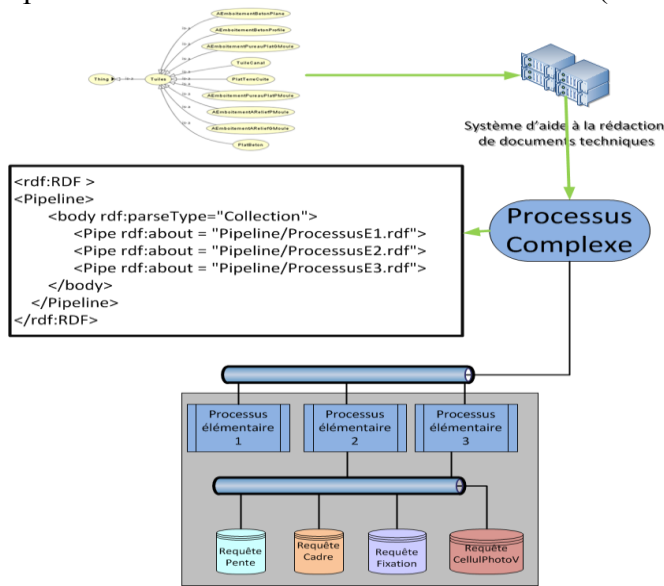 AEmboitementBetonPlans
AEmboitementBetonProfile
AEmboitementPureauPlatGMoule
TuileCanal
Thing
Tuiles
PlatTerreCuite
AEmboitementPureauPlatPMoule
AEmboitementAReliefPMoule
AEmboitementAReliefGMoule
PlatBeton
Système d'aide à la rédaction
de documents techniques
<rdf:RDF >
<Pipeline>
<body rdf:parseType="Collection">
<Pipe rdf:about = "Pipeline/ProcessusE1.rdf">
<Pipe rdf:about = "Pipeline/ProcessusE2.rdf">
<Pipe rdf:about = "Pipeline/ProcessusE3.rdf">
</body>
</Pipeline>
</rdf:RDF>
Processus
Complexe
Processus
élémentaire
1
Processus
élémentaire
2
Processus
élémentaire
3
Requête
Pente
Requête
Cadre
Requête
Fixation
Requête
CellulPhotoV